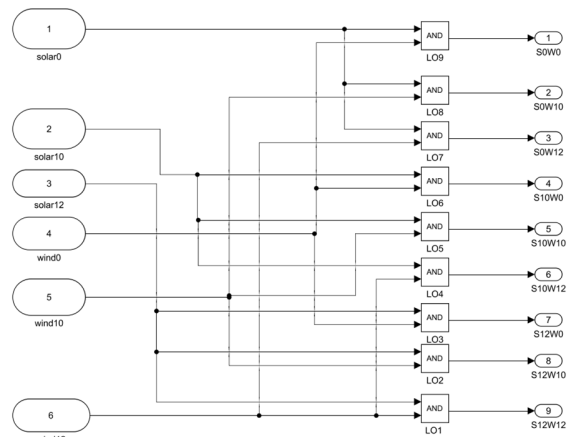 1
solar0
2
solar10
3
solar12
4
wind0
5
wind10
6
AND
LO9
AND
LO8
AND
LO7
AND
LO6
AND
LO5
AND
LO4
AND
LO3
AND
LO2
AND
LO1
1
S0W0
2
S0W10
3
S0W12
4
S10W0
5
S10W10
6
S10W12
7
S12W0
8
S12W10
9
S12W12